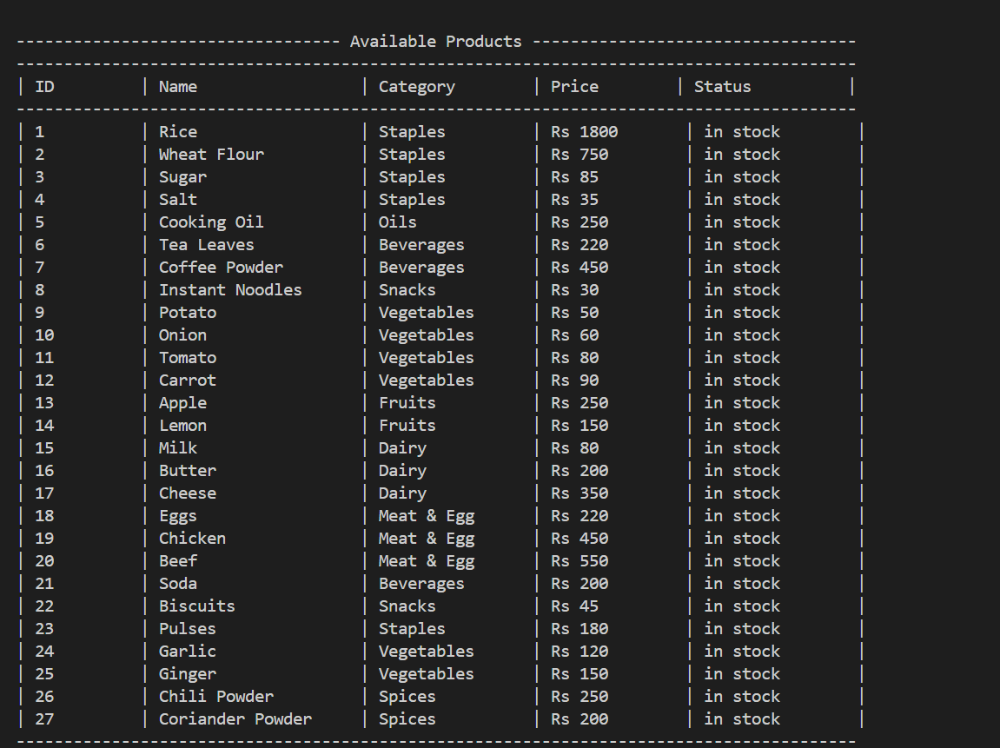 ---------------------------------- Available Products ----------------------------------
----------------------------------------------------------------------------------------
| ID         | Name                 | Category        | Price        | Status          |
----------------------------------------------------------------------------------------
| 1          | Rice                 | Staples         | Rs 1800       | in stock        |
| 2          | Wheat Flour          | Staples         | Rs 750        | in stock        |
| 3          | Sugar                | Staples         | Rs 85         | in stock        |
| 4          | Salt                 | Staples         | Rs 35         | in stock        |
| 5          | Cooking Oil          | Oils            | Rs 250        | in stock        |
| 6          | Tea Leaves           | Beverages       | Rs 220        | in stock        |
| 7          | Coffee Powder        | Beverages       | Rs 450        | in stock        |
| 8          | Instant Noodles      | Snacks          | Rs 30         | in stock        |
| 9          | Potato               | Vegetables      | Rs 50         | in stock        |
| 10         | Onion                | Vegetables      | Rs 60         | in stock        |
| 11         | Tomato               | Vegetables      | Rs 80         | in stock        |
| 12         | Carrot               | Vegetables      | Rs 90         | in stock        |
| 13         | Apple                | Fruits          | Rs 250        | in stock        |
| 14         | Lemon                | Fruits          | Rs 150        | in stock        |
| 15         | Milk                 | Dairy           | Rs 80         | in stock        |
| 16         | Butter               | Dairy           | Rs 200        | in stock        |
| 17         | Cheese               | Dairy           | Rs 350        | in stock        |
| 18         | Eggs                 | Meat & Egg      | Rs 220        | in stock        |
| 19         | Chicken              | Meat & Egg      | Rs 450        | in stock        |
| 20         | Beef                 | Meat & Egg      | Rs 550        | in stock        |
| 21         | Soda                 | Beverages       | Rs 200        | in stock        |
| 22         | Biscuits             | Snacks          | Rs 45         | in stock        |
| 23         | Pulses               | Staples         | Rs 180        | in stock        |
| 24         | Garlic               | Vegetables      | Rs 120        | in stock        |
| 25         | Ginger               | Vegetables      | Rs 150        | in stock        |
| 26         | Chili Powder         | Spices          | Rs 250        | in stock        |
| 27         | Coriander Powder     | Spices          | Rs 200        | in stock        |
----------------------------------------------------------------------------------------